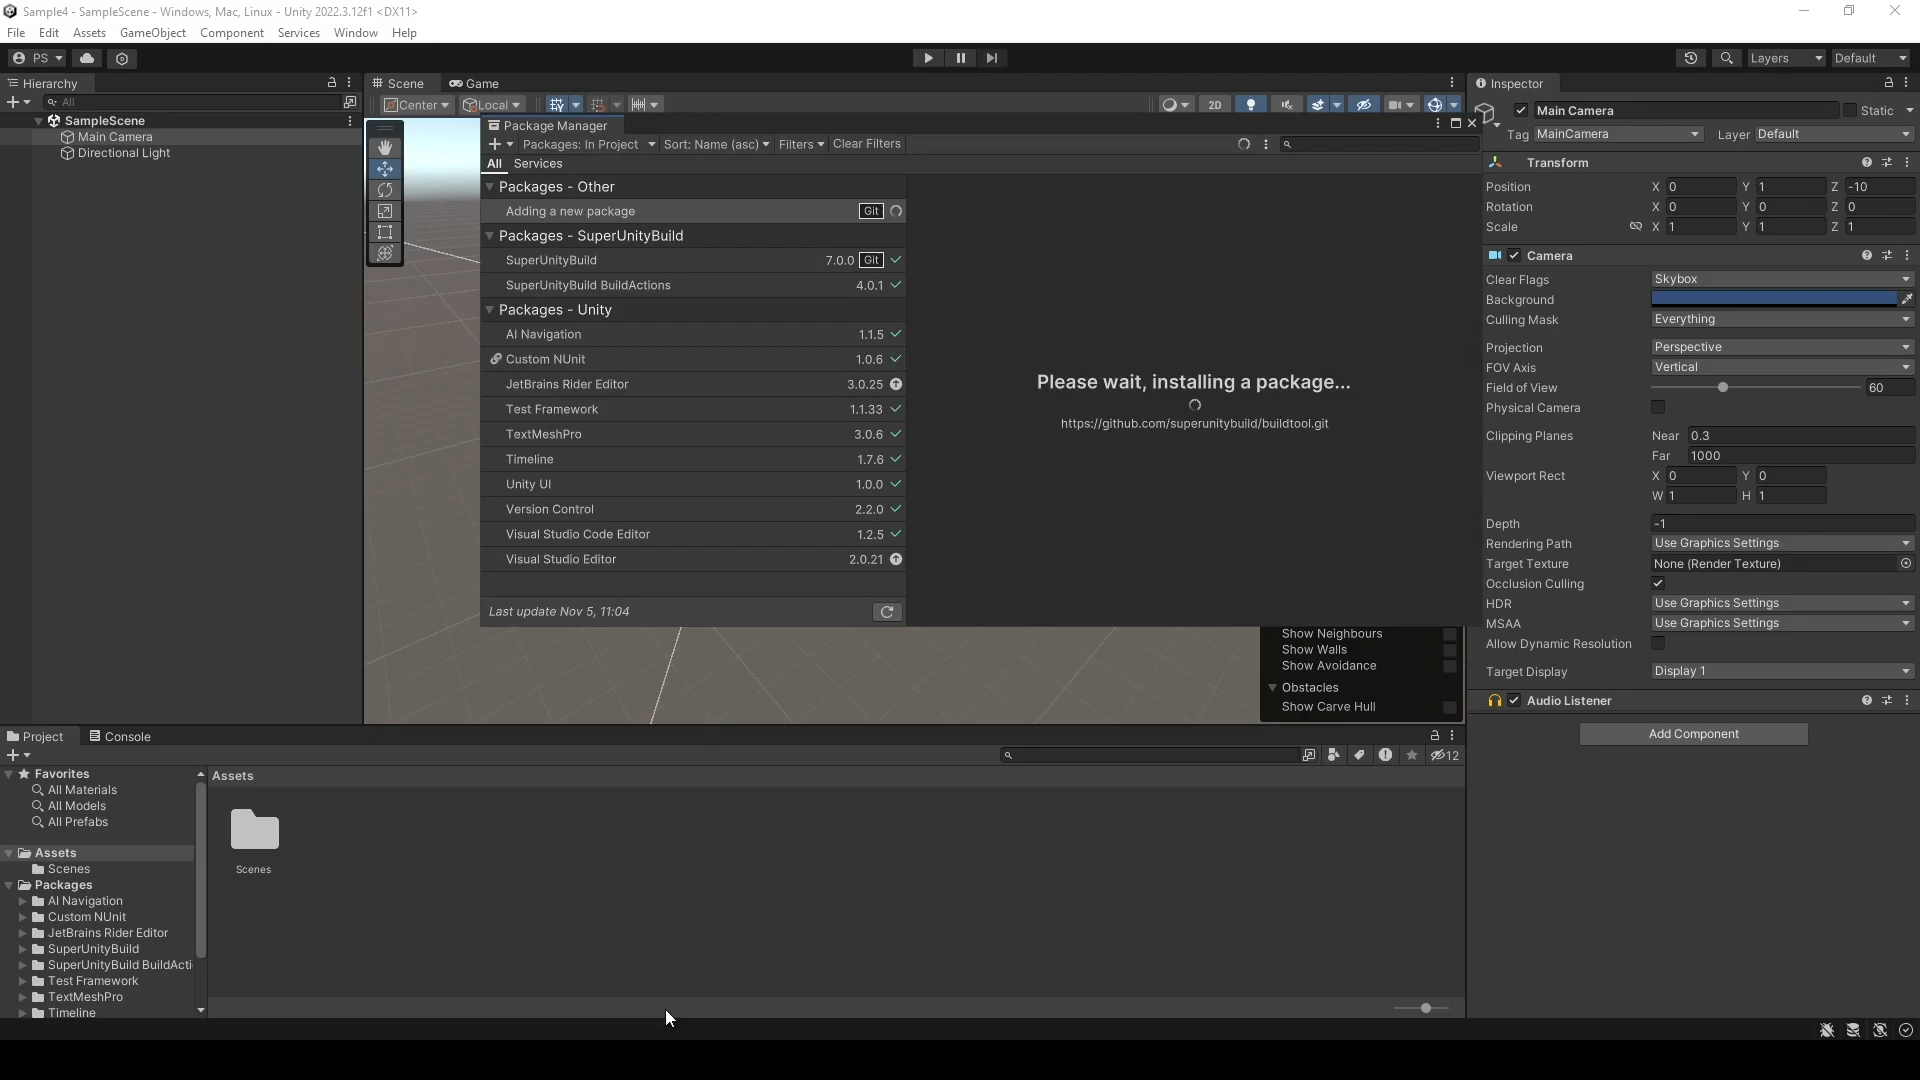 Sample4 - SampleScene - Windows, Mac, Linux - Unity 2022.3.12f1 <DX11>
File Edit Assets GameObject Component Services Window Help
PS Layers Default
Hierarchy
All
SampleScene
Main Camera
Directional Light
Scene Game
Center Local 2D
Package Manager
Packages: In Project Sort: Name (asc) Filters Clear Filters
All Services
Packages - Other
Adding a new package Git
Packages - SuperUnityBuild
SuperUnityBuild 7.0.0 Git
SuperUnityBuild BuildActions 4.0.1
Packages - Unity
AI Navigation 1.1.5
Custom NUnit 1.0.6
JetBrains Rider Editor 3.0.25
Test Framework 1.1.33
TextMeshPro 3.0.6
Timeline 1.7.6
Unity UI 1.0.0
Version Control 2.2.0
Visual Studio Code Editor 1.2.5
Visual Studio Editor 2.0.21
Last update Nov 5, 11:04
Please wait, installing a package...
https://github.com/superunitybuild/buildtool.git
Show Neighbours
Show Walls
Show Avoidance
Obstacles
Show Carve Hull
Inspector
Main Camera Static
Tag MainCamera Layer Default
Transform
Position X 0 Y 1 Z -10
Rotation X 0 Y 0 Z 0
Scale X 1 Y 1 Z 1
Camera
Clear Flags Skybox
Background
Culling Mask Everything
Projection Perspective
FOV Axis Vertical
Field of View 60
Physical Camera
Clipping Planes Near 0.3
Far 1000
Viewport Rect X 0 Y 0
W 1 H 1
Depth -1
Rendering Path Use Graphics Settings
Target Texture None (Render Texture)
Occlusion Culling
HDR Use Graphics Settings
MSAA Use Graphics Settings
Allow Dynamic Resolution
Target Display Display 1
Audio Listener
Add Component
Project Console
12
Favorites
All Materials
All Models
All Prefabs
Assets
Scenes
Packages
AI Navigation
Custom NUnit
JetBrains Rider Editor
SuperUnityBuild
SuperUnityBuild BuildActi
Test Framework
TextMeshPro
Timeline
Assets
Scenes